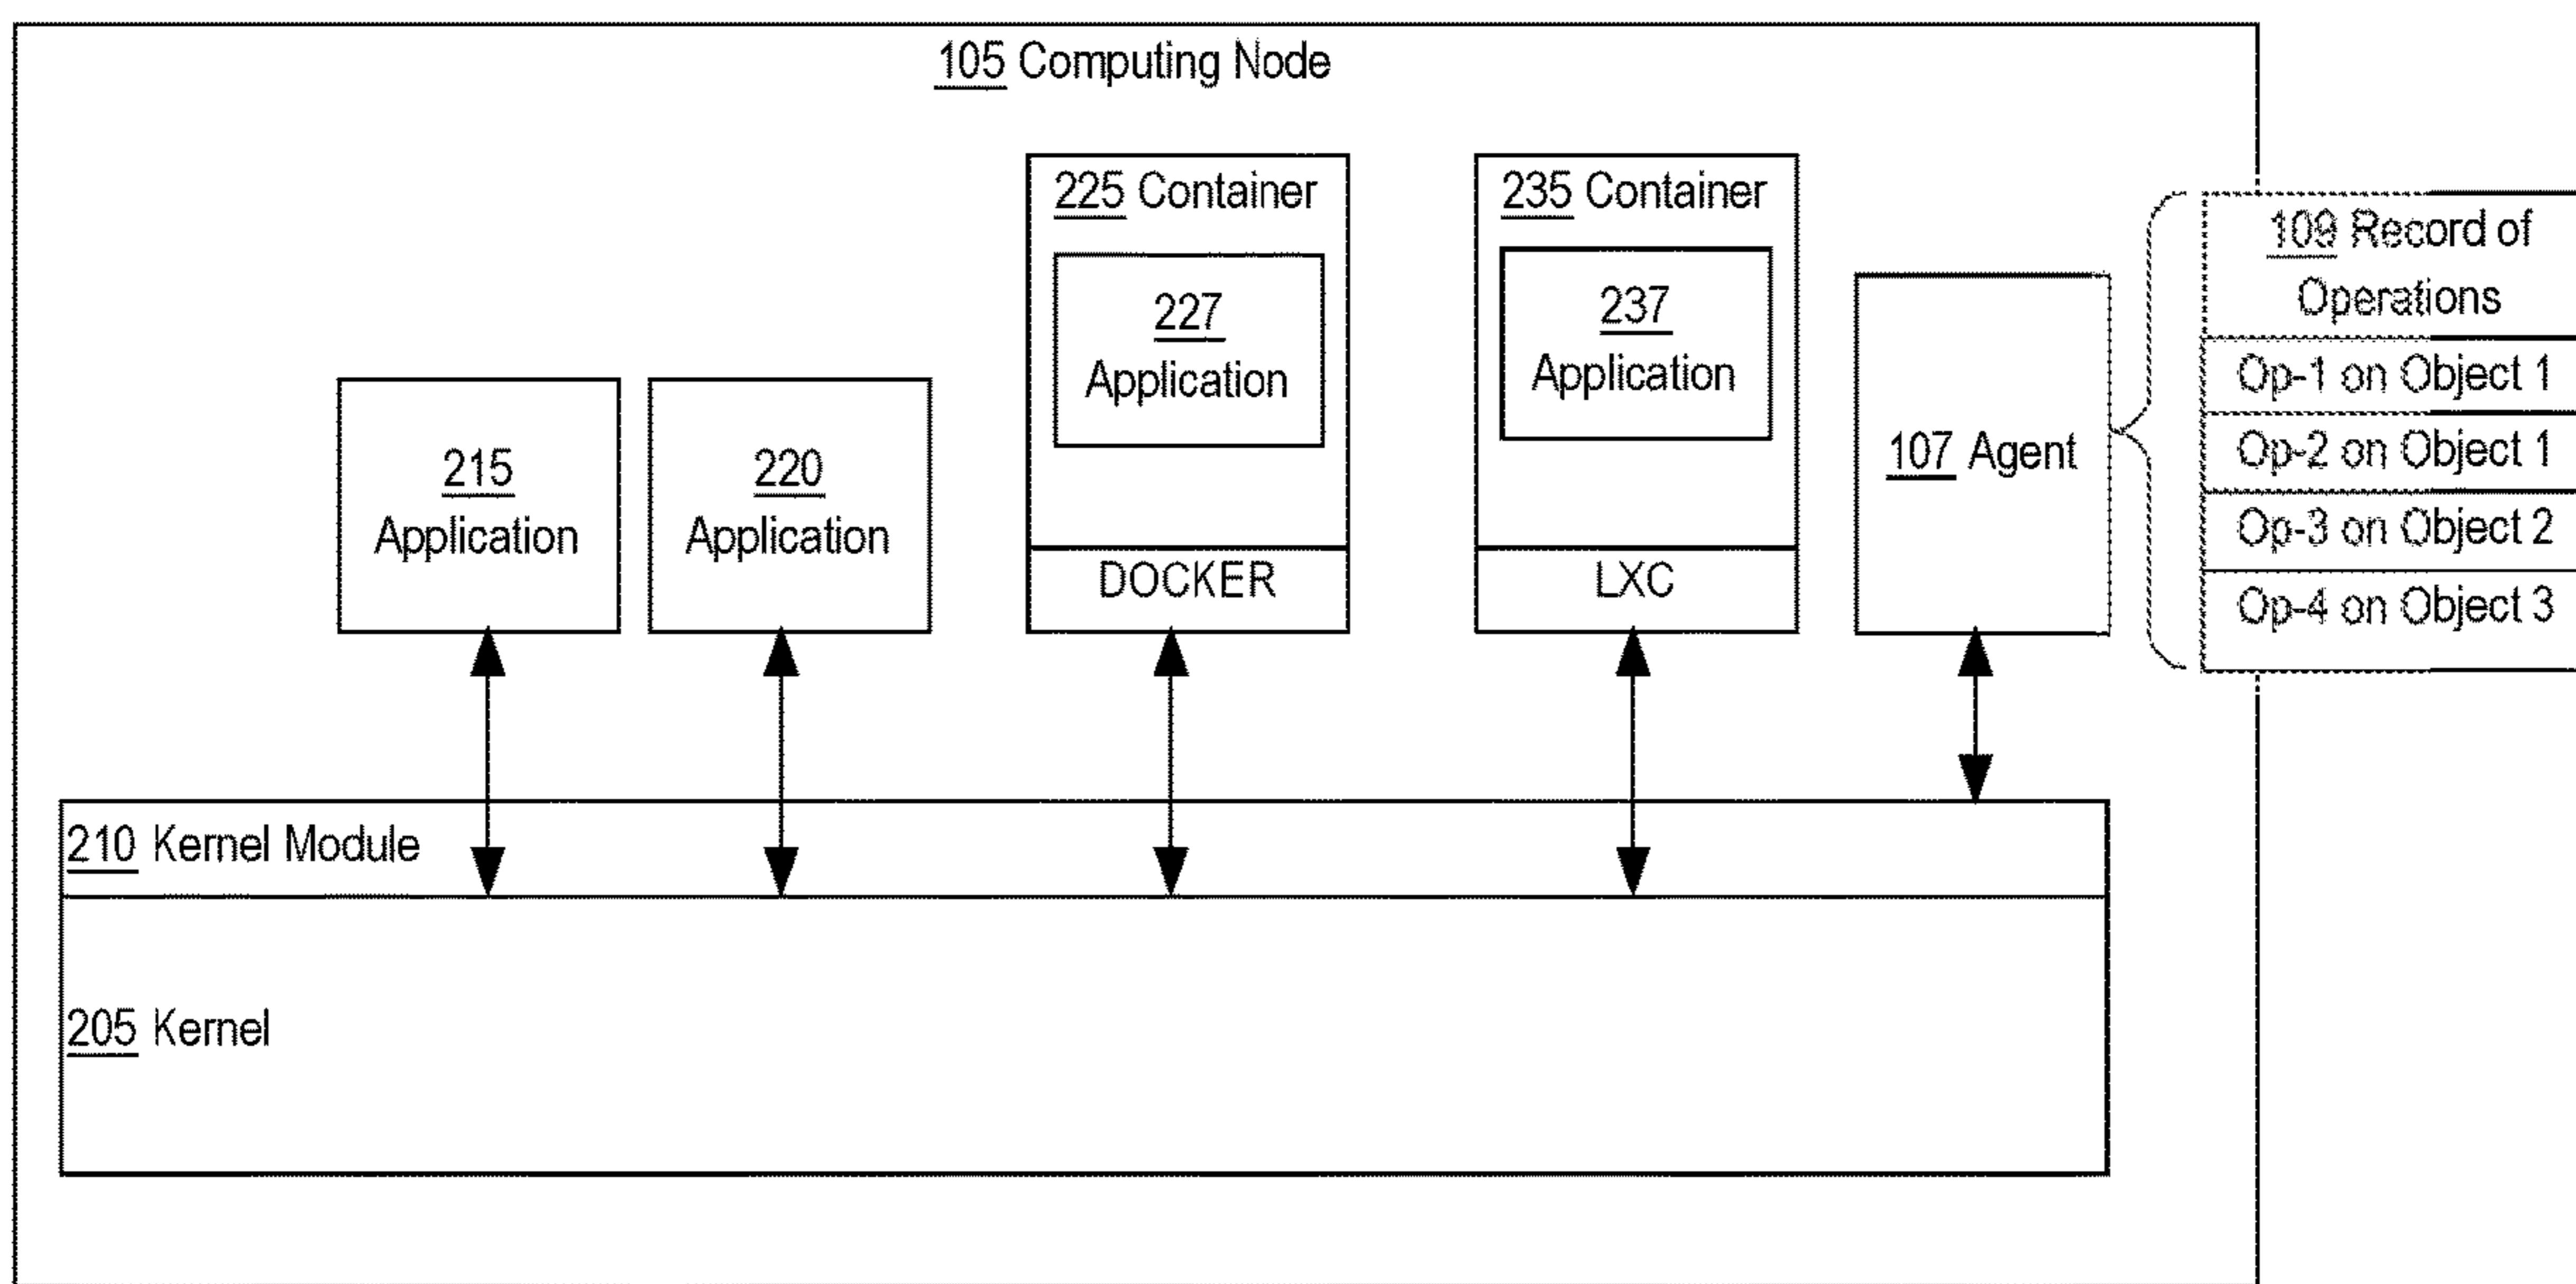 105 Computing Node
225 Container
227
Application
DOCKER
235 Container
237
Application
LXC
215
Application
220
Application
107 Agent
109 Record of
Operations
Op-1 on Object 1
Op-2 on Object 1
Op-3 on Object 2
Op-4 on Object 3
210 Kernel Module
205 Kernel